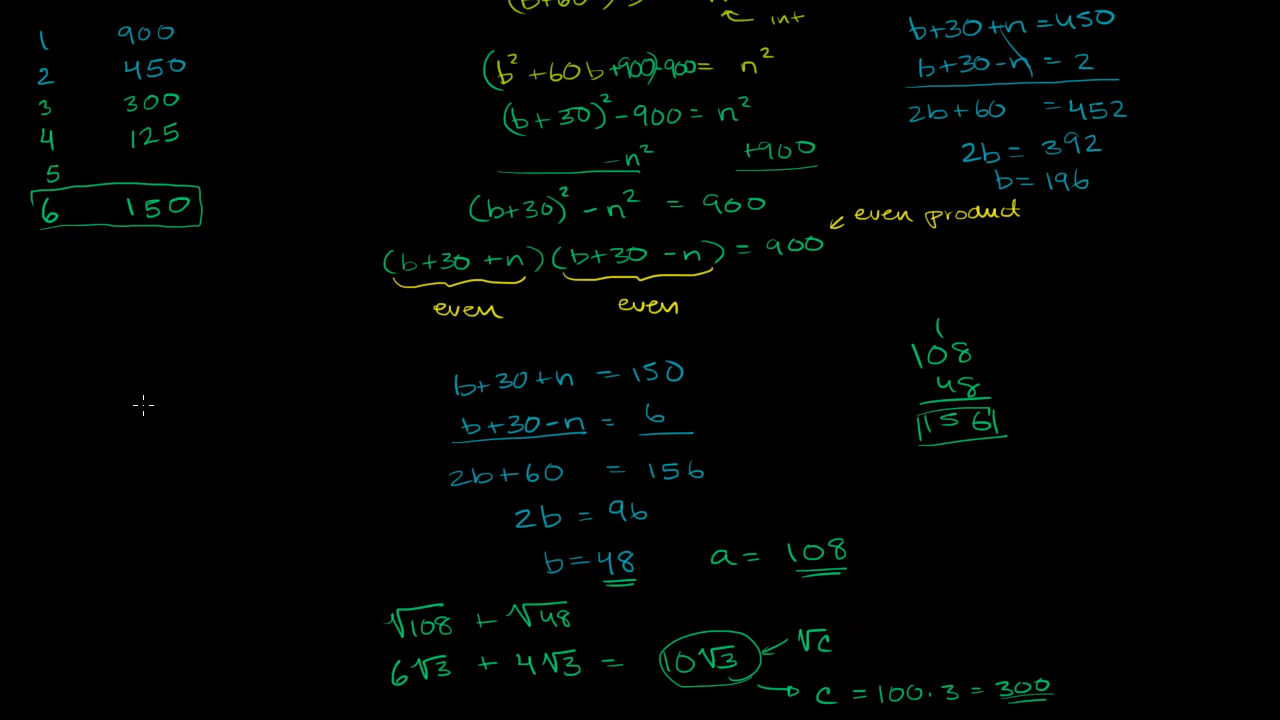 1 900
2 450
3 300
4 125
5
6 150
int
(b²+60b+900)-900= n²
(b+30)²-900= n²
-n² +900
(b+30)² - n² = 900
(b+30+n)(b+30-n) = 900
even product
even even
b+30+n = 150
b+30-n = 6
2b+60 = 156
2b = 96
b=48
a= 108
√108 + √48
6√3 + 4√3 = 10√3
√c
c = 100·3 = 300
b+30+n=450
b+30-n= 2
2b+60 =452
2b= 392
b=196
1
108
48
156